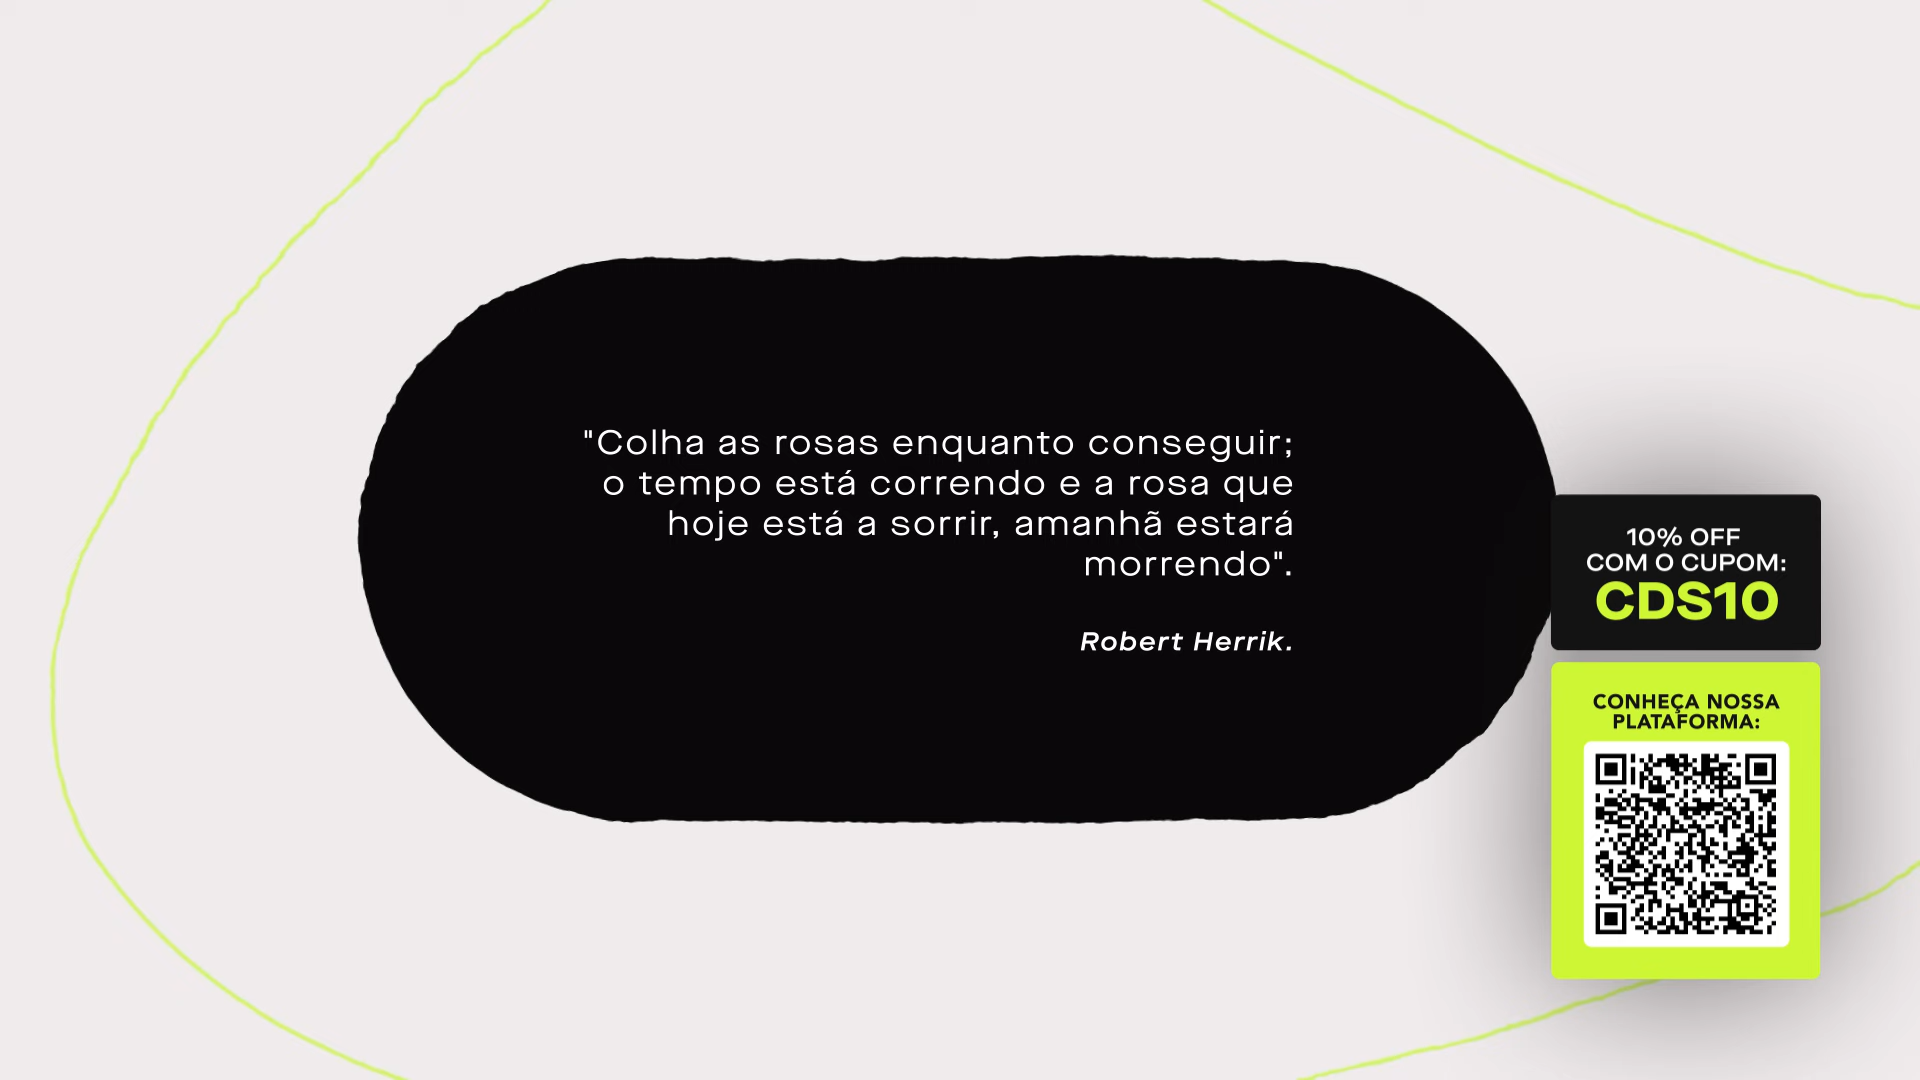 "Colha as rosas enquanto conseguir;
o tempo está correndo e a rosa que
hoje está a sorrir, amanhã estará
morrendo".
Robert Herrik.
10% OFF
COM O CUPOM:
CDS10
CONHEÇA NOSSA
PLATAFORMA: